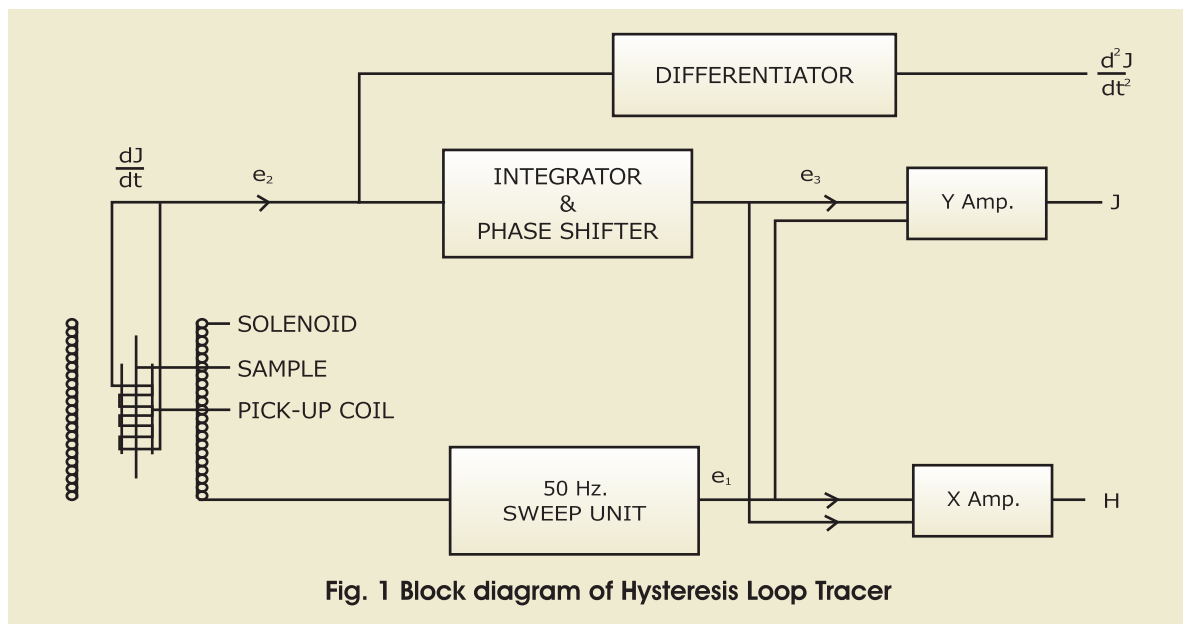 DIFFERENTIATOR
d²J
dt²
dJ
dt
e₂
INTEGRATOR
&
PHASE SHIFTER
e₃
Y Amp.
J
SOLENOID
SAMPLE
PICK-UP COIL
50 Hz.
SWEEP UNIT
e₁
X Amp.
H
Fig. 1 Block diagram of Hysteresis Loop Tracer